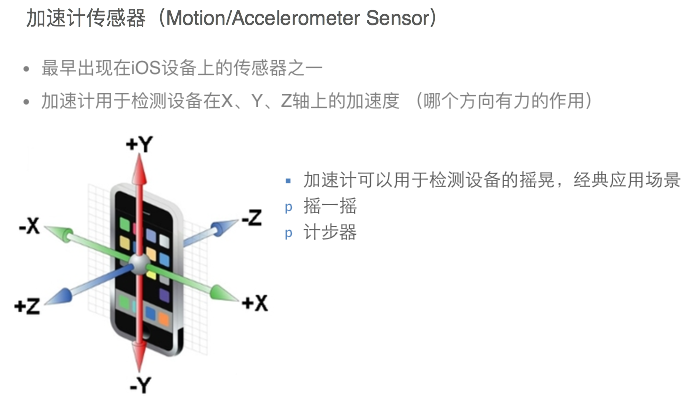 加速计传感器（Motion/Accelerometer Sensor）
• 最早出现在iOS设备上的传感器之一
• 加速计用于检测设备在X、Y、Z轴上的加速度 （哪个方向有力的作用）
+Y
▪ 加速计可以用于检测设备的摇晃，经典应用场景
p 摇一摇
-X
-Z
p 计步器
+Z
+X
-Y